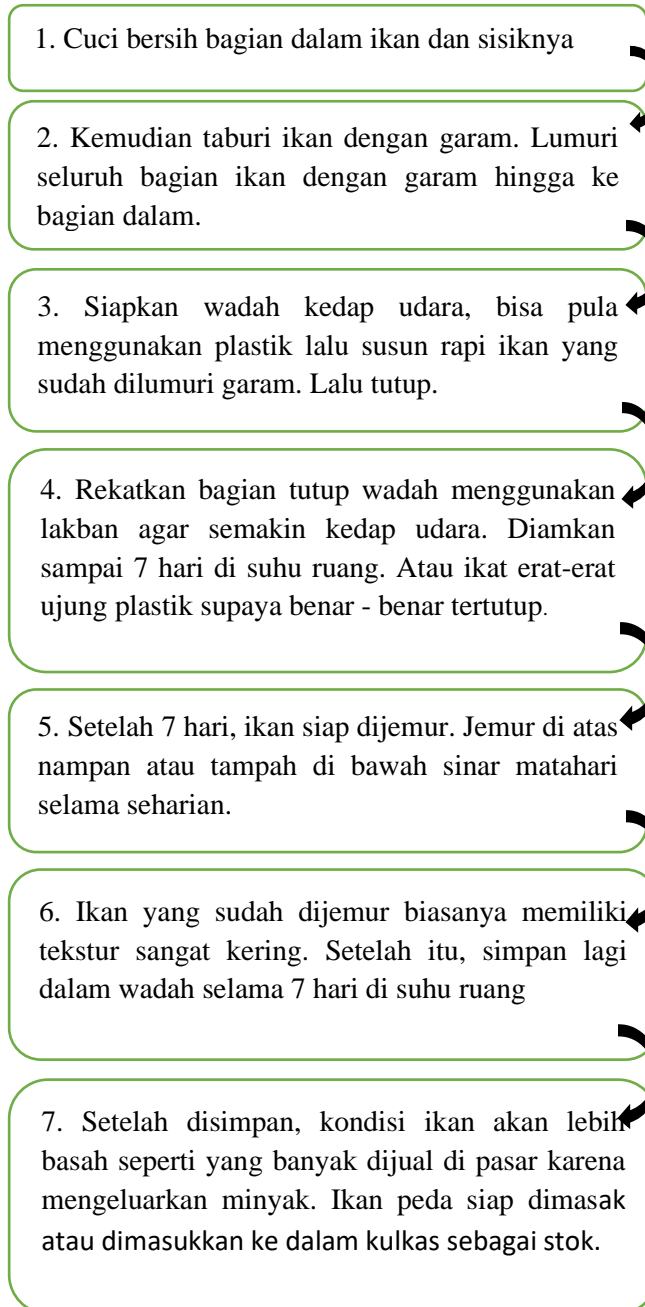 1. Cuci bersih bagian dalam ikan dan sisiknya
2. Kemudian taburi ikan dengan garam. Lumuri
seluruh bagian ikan dengan garam hingga ke
bagian dalam.
3. Siapkan wadah kedap udara, bisa pula
menggunakan plastik lalu susun rapi ikan yang
sudah dilumuri garam. Lalu tutup.
4. Rekatkan bagian tutup wadah menggunakan
lakban agar semakin kedap udara. Diamkan
sampai 7 hari di suhu ruang. Atau ikat erat-erat
ujung plastik supaya benar - benar tertutup.
5. Setelah 7 hari, ikan siap dijemur. Jemur di atas
nampan atau tampah di bawah sinar matahari
selama seharian.
6. Ikan yang sudah dijemur biasanya memiliki
tekstur sangat kering. Setelah itu, simpan lagi
dalam wadah selama 7 hari di suhu ruang
7. Setelah disimpan, kondisi ikan akan lebih
basah seperti yang banyak dijual di pasar karena
mengeluarkan minyak. Ikan peda siap dimasak
atau dimasukkan ke dalam kulkas sebagai stok.